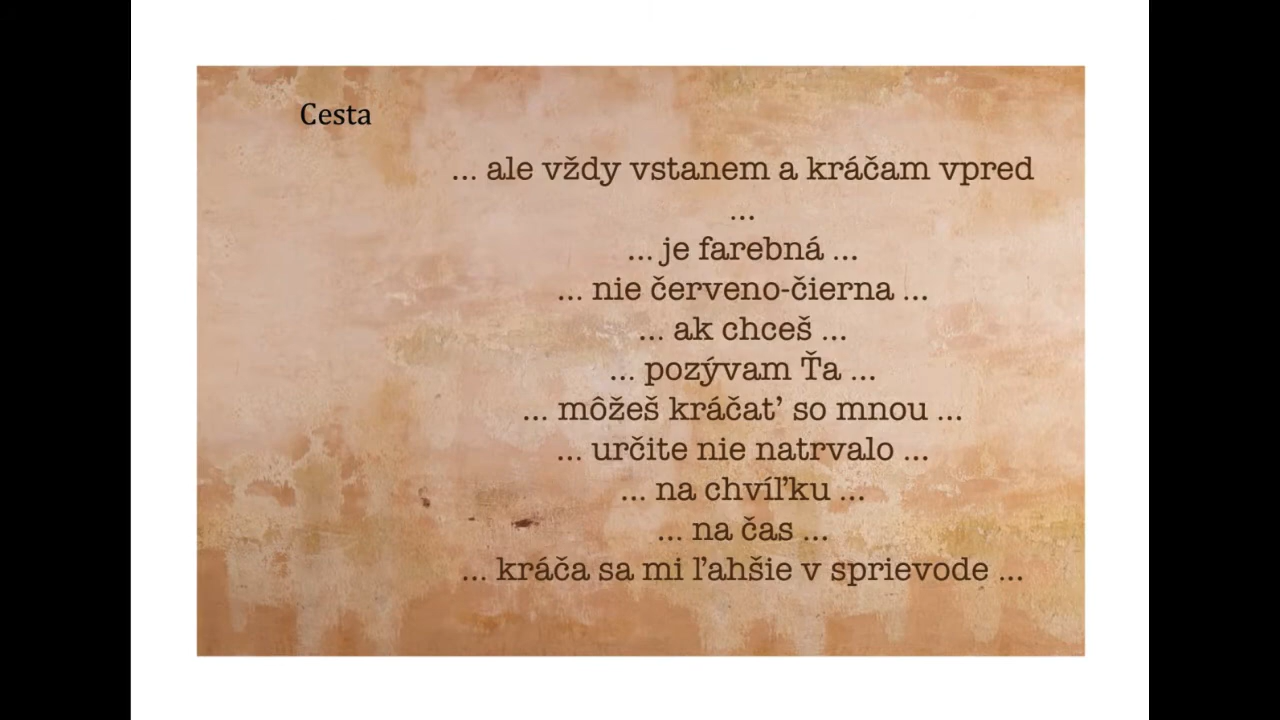 Cesta
... ale vždy vstanem a kráčam vpred
...
... je farebná ...
... nie červeno-čierna ...
... ak chceš ...
... pozývam Ťa ...
... môžeš kráčať so mnou ...
... určite nie natrvalo ...
... na chvíľku ...
... na čas ...
... kráča sa mi ľahšie v sprievode ...